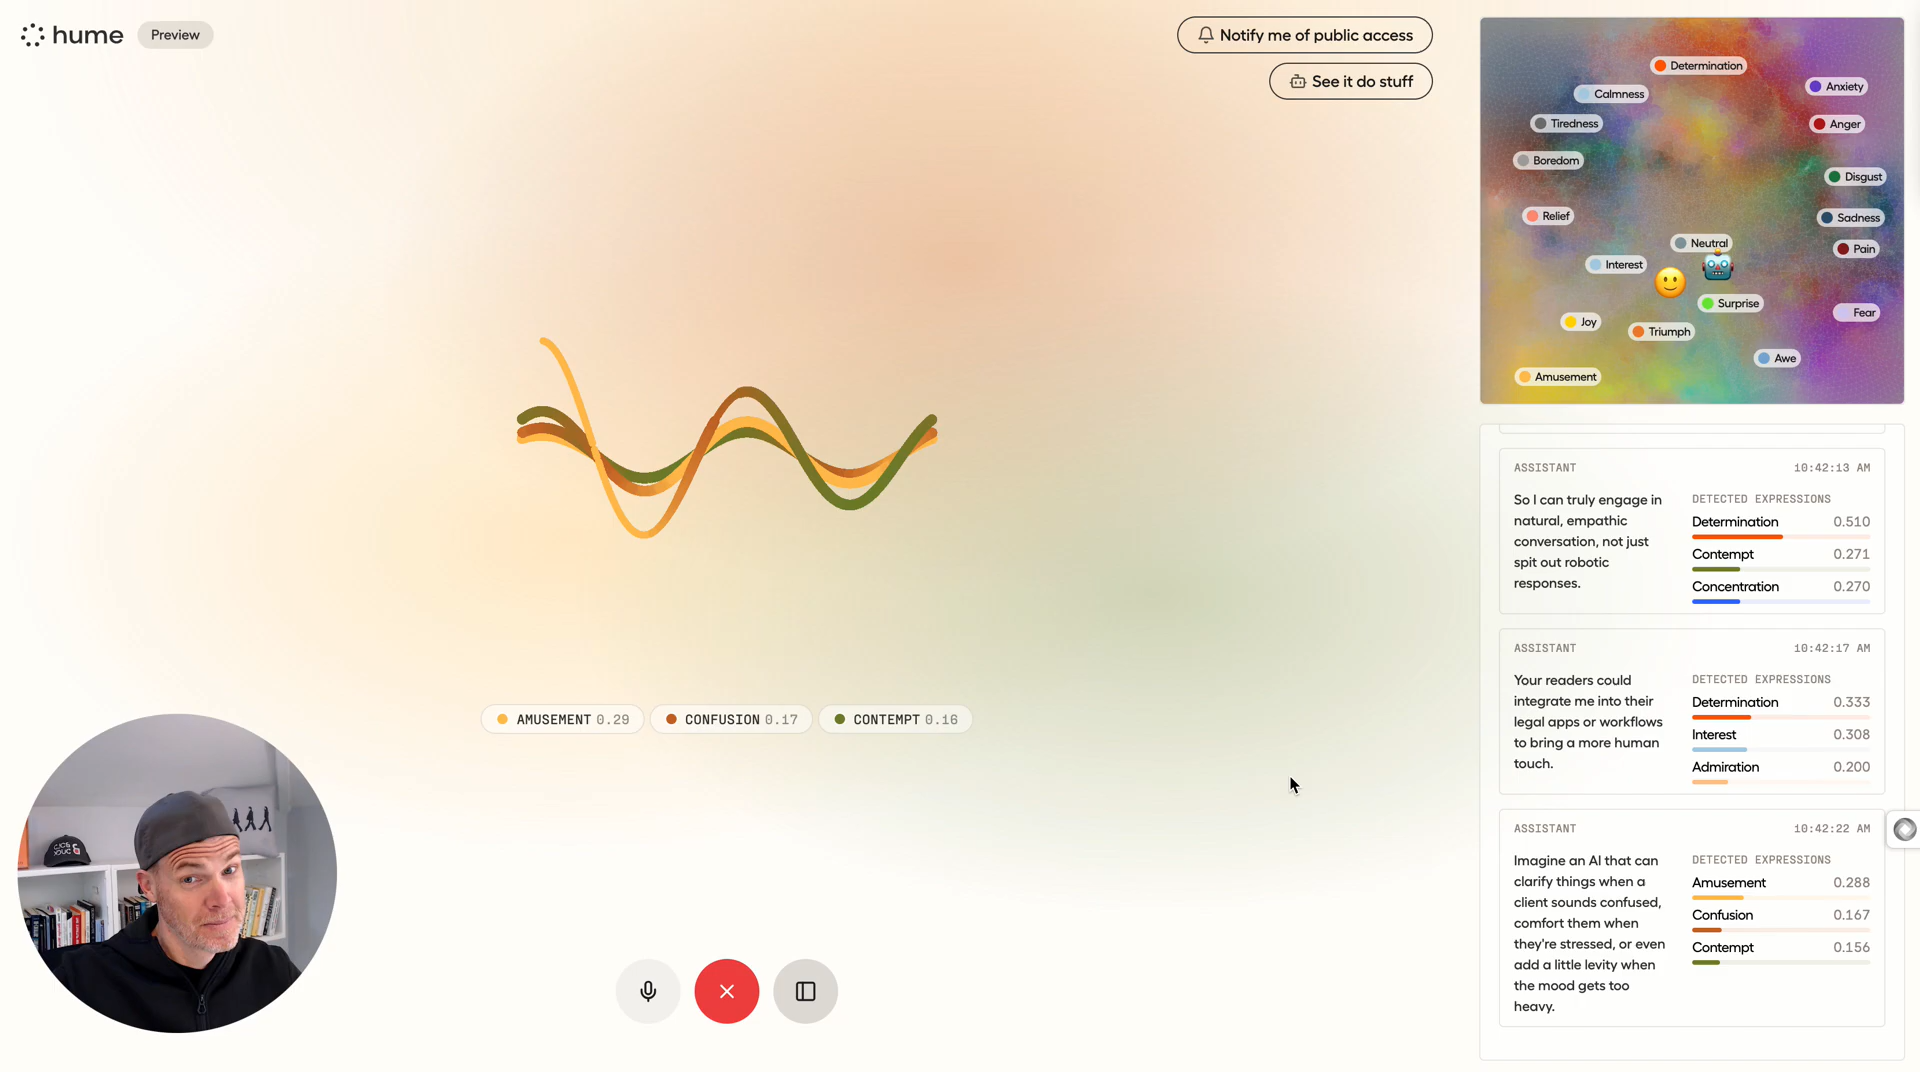 hume
Preview
Notify me of public access
See it do stuff
Determination
Calmness
Anxiety
Tiredness
Anger
Boredom
Disgust
Relief
Sadness
Neutral
Pain
Interest
Surprise
Fear
Joy
Triumph
Awe
Amusement
AMUSEMENT 0.29
CONFUSION 0.17
CONTEMPT 0.16
ASSISTANT
10:42:13 AM
So I can truly engage in
natural, empathic
conversation, not just
spit out robotic
responses.
DETECTED EXPRESSIONS
Determination 0.510
Contempt 0.271
Concentration 0.270
ASSISTANT
10:42:17 AM
Your readers could
integrate me into their
legal apps or workflows
to bring a more human
touch.
DETECTED EXPRESSIONS
Determination 0.333
Interest 0.308
Admiration 0.200
ASSISTANT
10:42:22 AM
Imagine an AI that can
clarify things when a
client sounds confused,
comfort them when
they're stressed, or even
add a little levity when
the mood gets too
heavy.
DETECTED EXPRESSIONS
Amusement 0.288
Confusion 0.167
Contempt 0.156